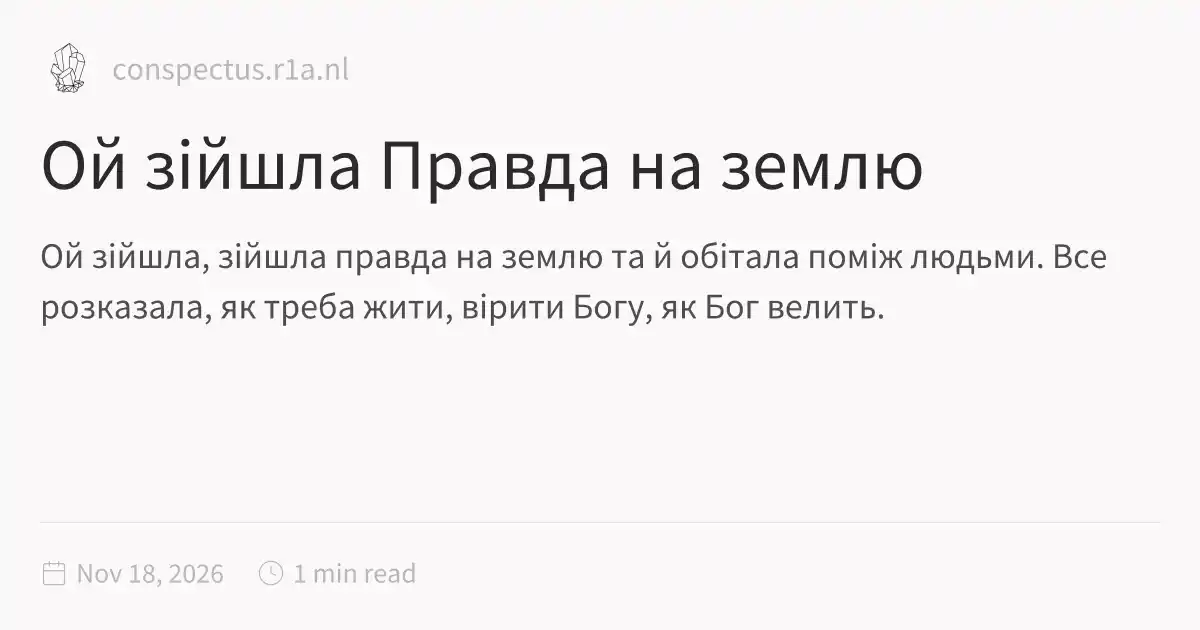 conspectus.r1a.nl
Ой зійшла Правда на землю
Ой зійшла, зійшла правда на землю та й обітала поміж людьми. Все
розказала, як треба жити, вірити Богу, як Бог велить.
Nov 18, 2026
1 min read